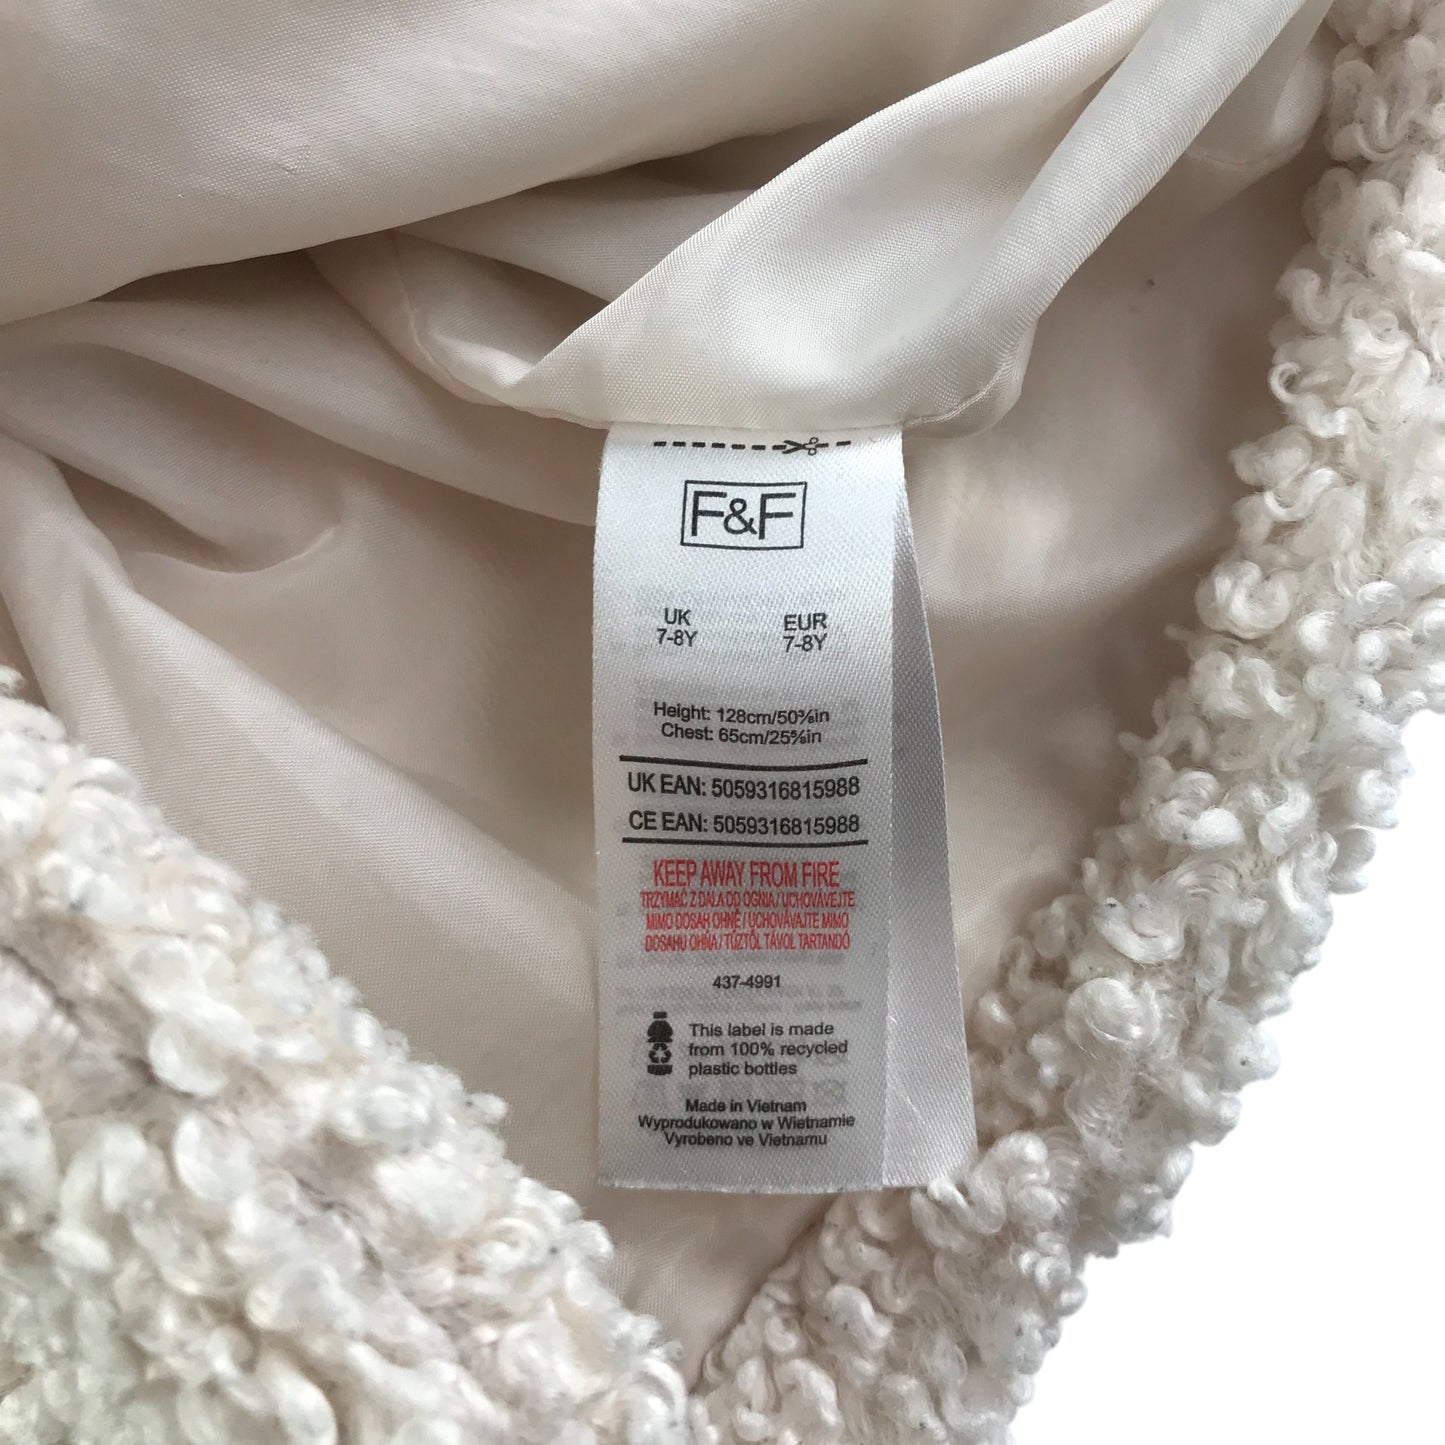 F&F
UK EUR
7-8Y 7-8Y
Height: 128cm/50⅜in
Chest: 65cm/25⅝in
UK EAN: 5059316815988
CE EAN: 5059316815988
KEEP AWAY FROM FIRE
TRZYMAĆ Z DALA OD OGNIA / UCHOVÁVEJTE
MIMO DOSAH OHNĚ / UCHOVÁVAJTE MIMO
DOSAHU OHŇA / TŰZTŐL TÁVOL TARTANDÓ
437-4991
This label is made
from 100% recycled
plastic bottles
Made in Vietnam
Wyprodukowano w Wietnamie
Vyrobeno ve Vietnamu